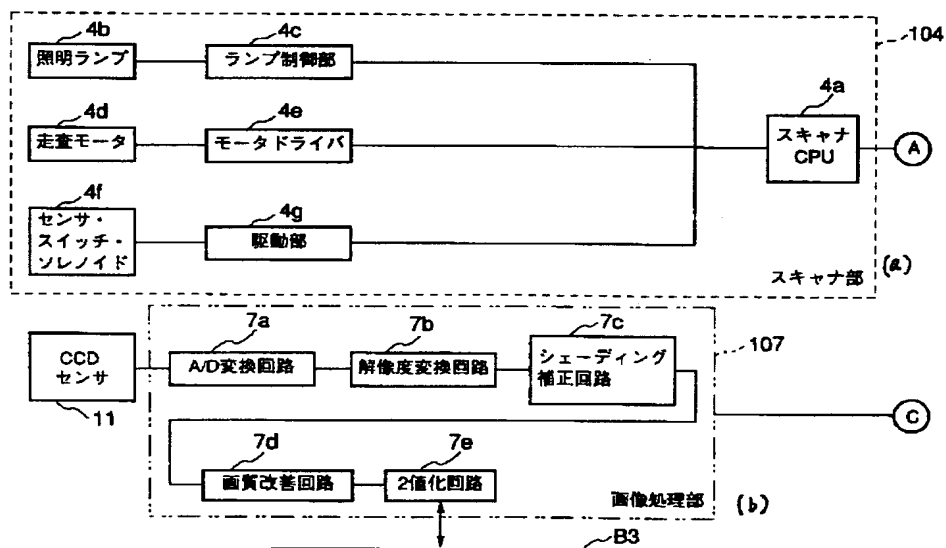 4b
照明ランプ
4c
ランプ制御部
104
4d
走査モータ
4e
モータドライバ
4a
スキャナ
CPU
A
4f
センサ・
スイッチ・
ソレノイド
4g
駆動部
スキャナ部
(a)
CCD
センサ
11
7a
A/D変換回路
7b
解像度変換回路
7c
シェーディング
補正回路
107
C
7d
画質改善回路
7e
2値化回路
画像処理部
(b)
B3